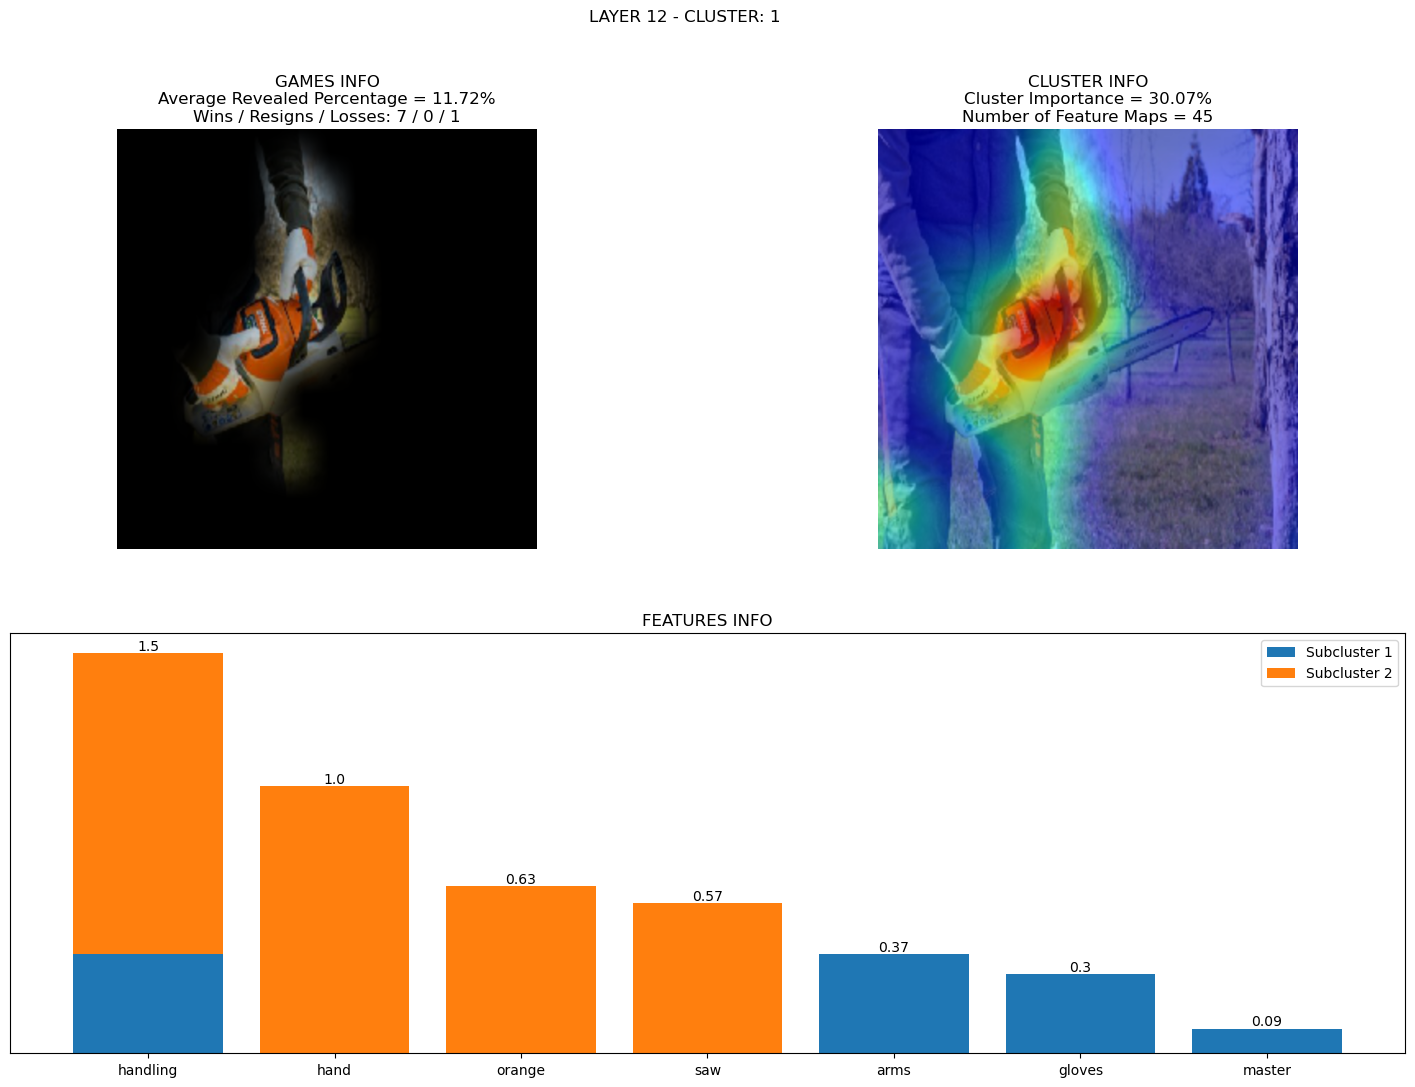 LAYER 12 - CLUSTER: 1
GAMES INFO
Average Revealed Percentage = 11.72%
Wins / Resigns / Losses: 7 / 0 / 1
CLUSTER INFO
Cluster Importance = 30.07%
Number of Feature Maps = 45
FEATURES INFO
Subcluster 1
Subcluster 2
1.5
1.0
0.63
0.57
0.37
0.3
0.09
handling hand orange saw arms gloves master